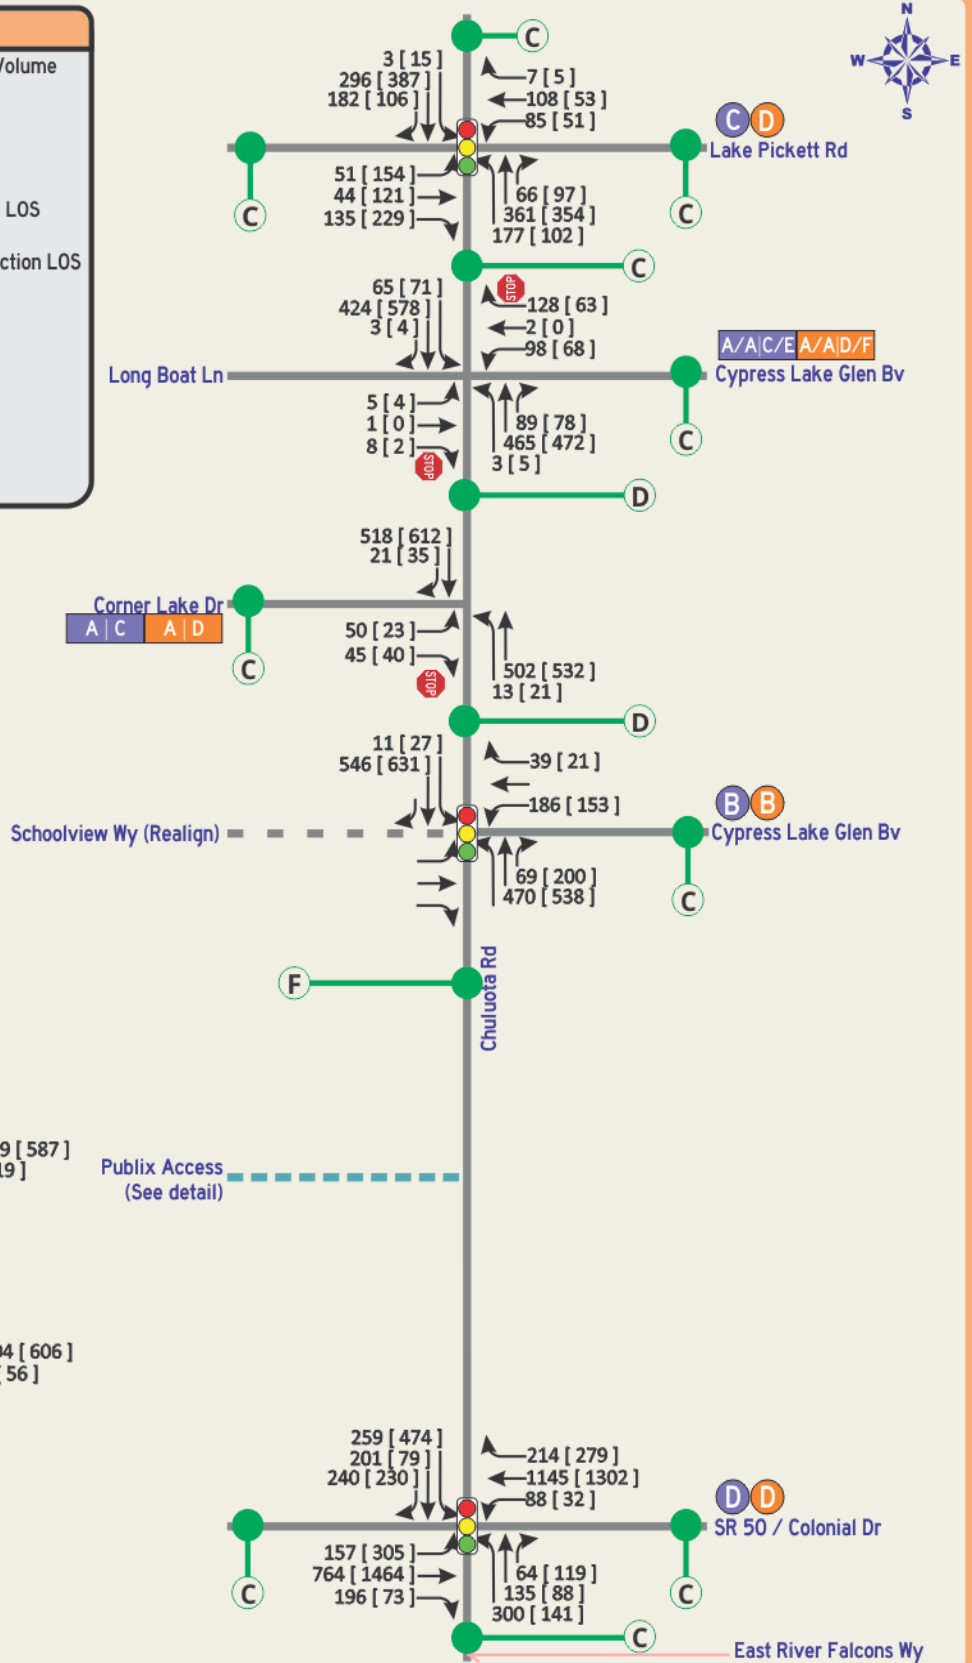 N
W E
S
Volume
LOS
ction LOS
C
3 [ 15 ]
296 [ 387 ]
182 [ 106 ]
7 [ 5 ]
108 [ 53 ]
85 [ 51 ]
C D
Lake Pickett Rd
C
51 [ 154 ]
44 [ 121 ]
135 [ 229 ]
66 [ 97 ]
361 [ 354 ]
177 [ 102 ]
C
C
65 [ 71 ]
424 [ 578 ]
3 [ 4 ]
STOP
128 [ 63 ]
2 [ 0 ]
98 [ 68 ]
A/A|C/E A/A|D/F
Long Boat Ln
Cypress Lake Glen Bv
5 [ 4 ]
1 [ 0 ]
8 [ 2 ]
STOP
89 [ 78 ]
465 [ 472 ]
3 [ 5 ]
C
D
518 [ 612 ]
21 [ 35 ]
Corner Lake Dr
A | C A | D
C
50 [ 23 ]
45 [ 40 ]
STOP
502 [ 532 ]
13 [ 21 ]
D
11 [ 27 ]
546 [ 631 ]
39 [ 21 ]
186 [ 153 ]
B B
Schoolview Wy (Realign)
Cypress Lake Glen Bv
69 [ 200 ]
470 [ 538 ]
C
F
Chuluota Rd
9 [ 587 ]
19 ]
Publix Access
(See detail)
04 [ 606 ]
[ 56 ]
259 [ 474 ]
201 [ 79 ]
240 [ 230 ]
214 [ 279 ]
1145 [ 1302 ]
88 [ 32 ]
D D
SR 50 / Colonial Dr
C
157 [ 305 ]
764 [ 1464 ]
196 [ 73 ]
64 [ 119 ]
135 [ 88 ]
300 [ 141 ]
C
C
East River Falcons Wy